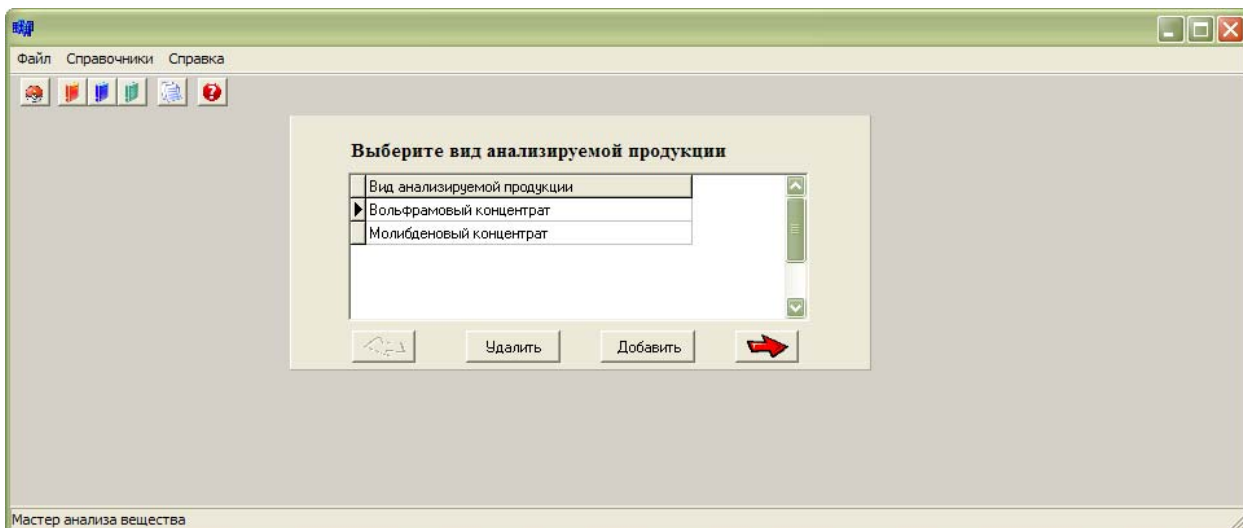 Файл Справочники Справка
Выберите вид анализируемой продукции
Вид анализируемой продукции
Вольфрамовый концентрат
Молибденовый концентрат
Удалить Добавить
Мастер анализа вещества